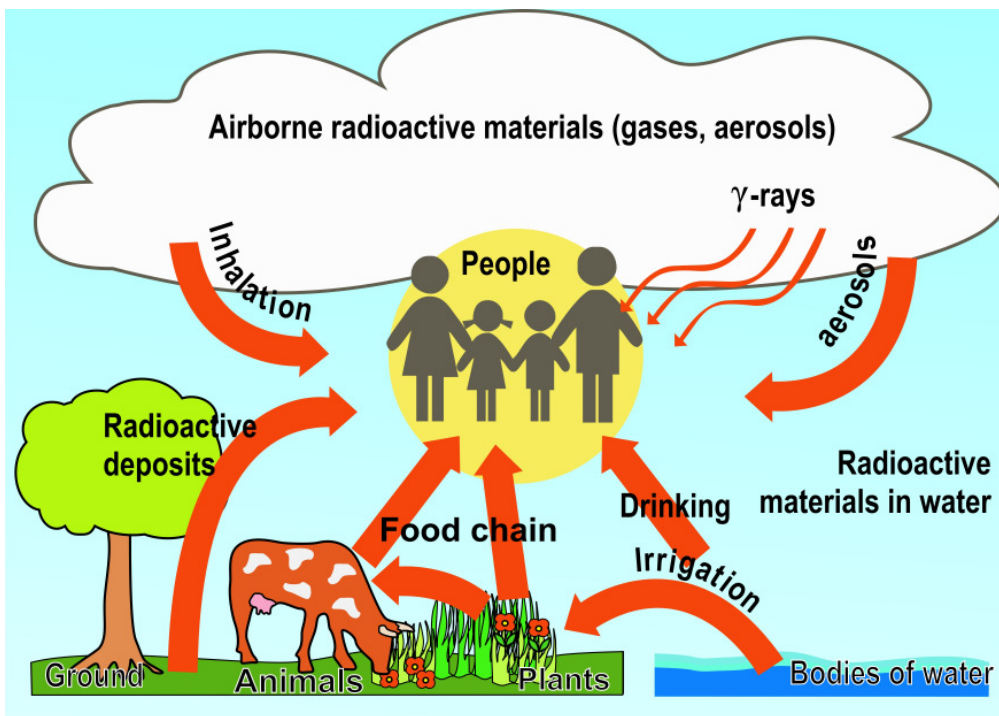 Airborne radioactive materials (gases, aerosols)
γ-rays
Inhalation
People
aerosols
Radioactive
deposits
Radioactive
materials in water
Food chain
Drinking
Irrigation
Ground
Animals
Plants
Bodies of water